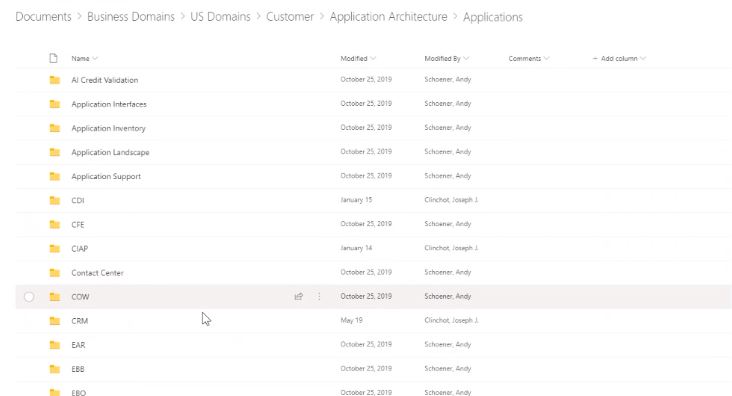 Documents > Business Domains > US Domains > Customer > Application Architecture > Applications
Name Modified Modified By Comments + Add column
AI Credit Validation October 25, 2019 Schoener, Andy
Application Interfaces October 25, 2019 Schoener, Andy
Application Inventory October 25, 2019 Schoener, Andy
Application Landscape October 25, 2019 Schoener, Andy
Application Support October 25, 2019 Schoener, Andy
CDI January 15 Clinchot, Joseph J.
CFE October 25, 2019 Schoener, Andy
CIAP January 14 Clinchot, Joseph J.
Contact Center October 25, 2019 Schoener, Andy
COW October 25, 2019 Schoener, Andy
CRM May 19 Clinchot, Joseph J.
EAR October 25, 2019 Schoener, Andy
EBB October 25, 2019 Schoener, Andy
EBO October 25, 2019 Schoener, Andy